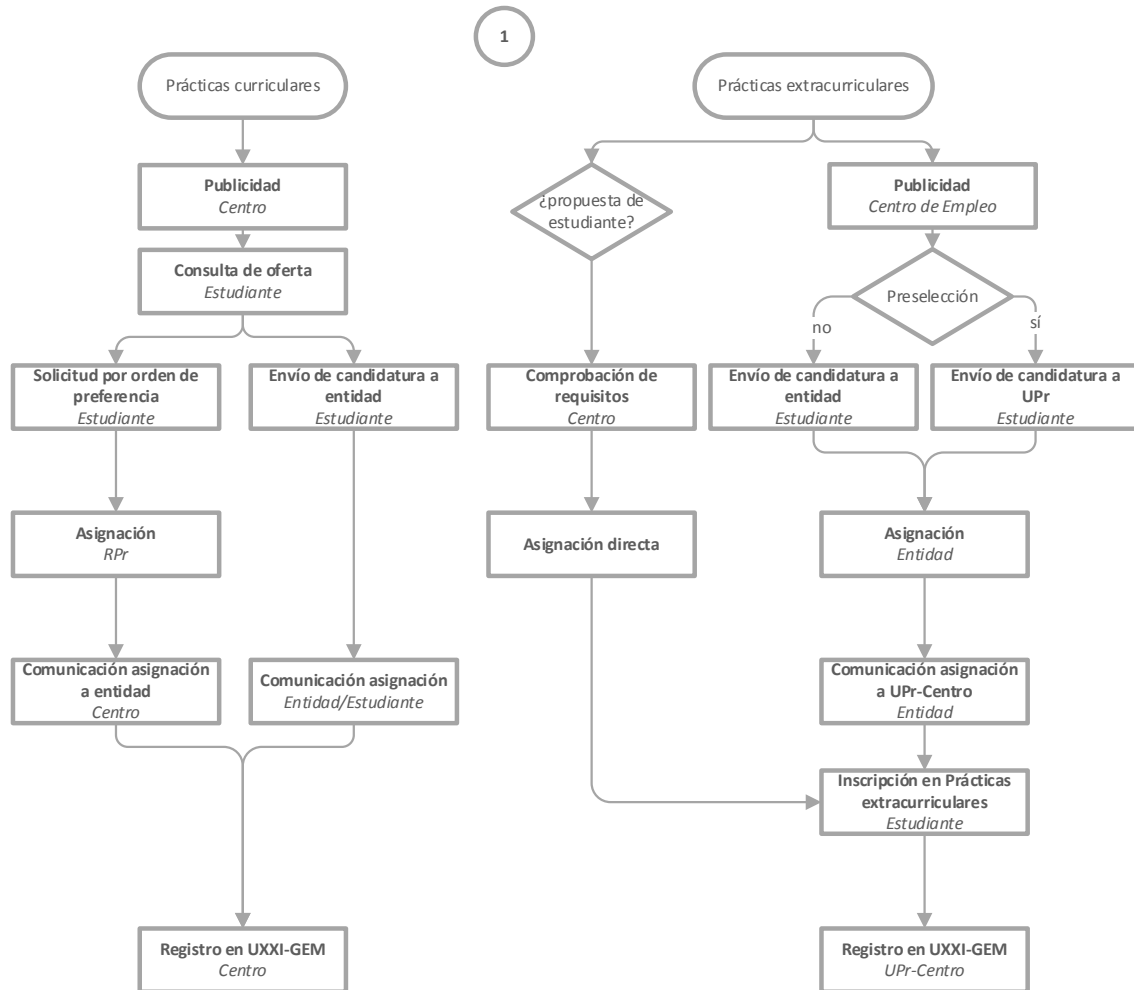 1
Prácticas curriculares
Publicidad
Centro
Consulta de oferta
Estudiante
Solicitud por orden de
preferencia
Estudiante
Envío de candidatura a
entidad
Estudiante
Asignación
RPr
Comunicación asignación
a entidad
Centro
Comunicación asignación
Entidad/Estudiante
Registro en UXXI-GEM
Centro
Prácticas extracurriculares
¿propuesta de
estudiante?
Publicidad
Centro de Empleo
Preselección
no
sí
Comprobación de
requisitos
Centro
Envío de candidatura a
entidad
Estudiante
Envío de candidatura a
UPr
Estudiante
Asignación directa
Asignación
Entidad
Comunicación asignación
a UPr-Centro
Entidad
Inscripción en Prácticas
extracurriculares
Estudiante
Registro en UXXI-GEM
UPr-Centro